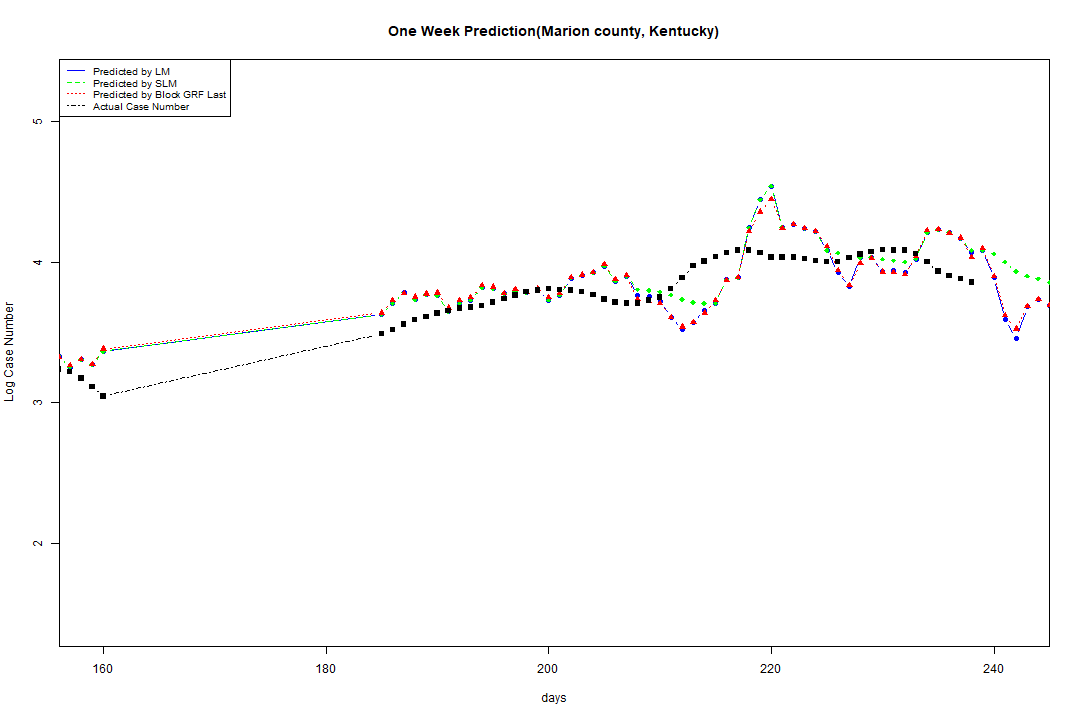 One Week Prediction(Marion county, Kentucky)
Predicted by LM
Predicted by SLM
Predicted by Block GRF Last
Actual Case Number
5
4
3
2
Log Case Number
160 180 200 220 240
days